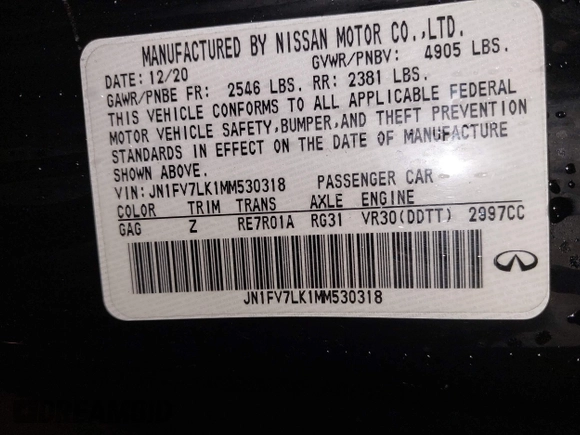 MANUFACTURED BY NISSAN MOTOR CO.,LTD.
DATE: 12/20 GVWR/PNBV: 4905 LBS.
GAWR/PNBE FR: 2546 LBS. RR: 2381 LBS.
THIS VEHICLE CONFORMS TO ALL APPLICABLE FEDERAL
MOTOR VEHICLE SAFETY,BUMPER,AND THEFT PREVENTION
STANDARDS IN EFFECT ON THE DATE OF MANUFACTURE
SHOWN ABOVE.
VIN: JN1FV7LK1MM530318 PASSENGER CAR
COLOR TRIM TRANS AXLE ENGINE
GAG Z RE7R01A RG31 VR30(DDTT) 2997CC
JN1FV7LK1MM530318